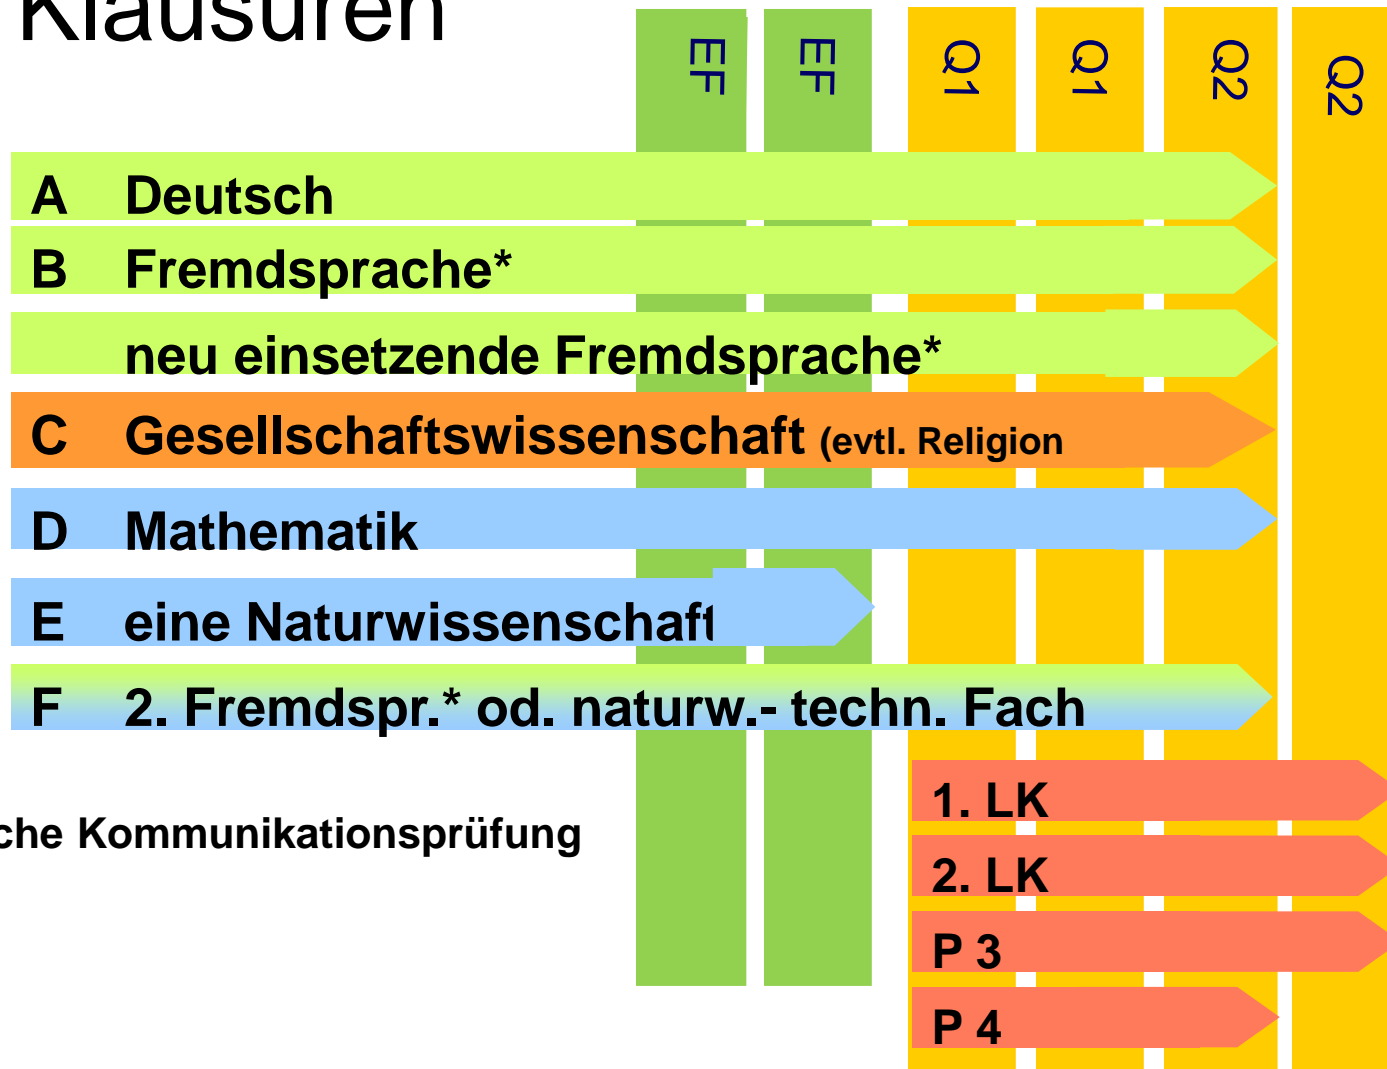 Klausuren
EF EF Q1 Q1 Q2 Q2
A Deutsch
B Fremdsprache*
neu einsetzende Fremdsprache*
C Gesellschaftswissenschaft (evtl. Religion
D Mathematik
E eine Naturwissenschaft
F 2. Fremdspr.* od. naturw.- techn. Fach
1. LK
Kommunikationsprüfung
2. LK
P 3
P 4